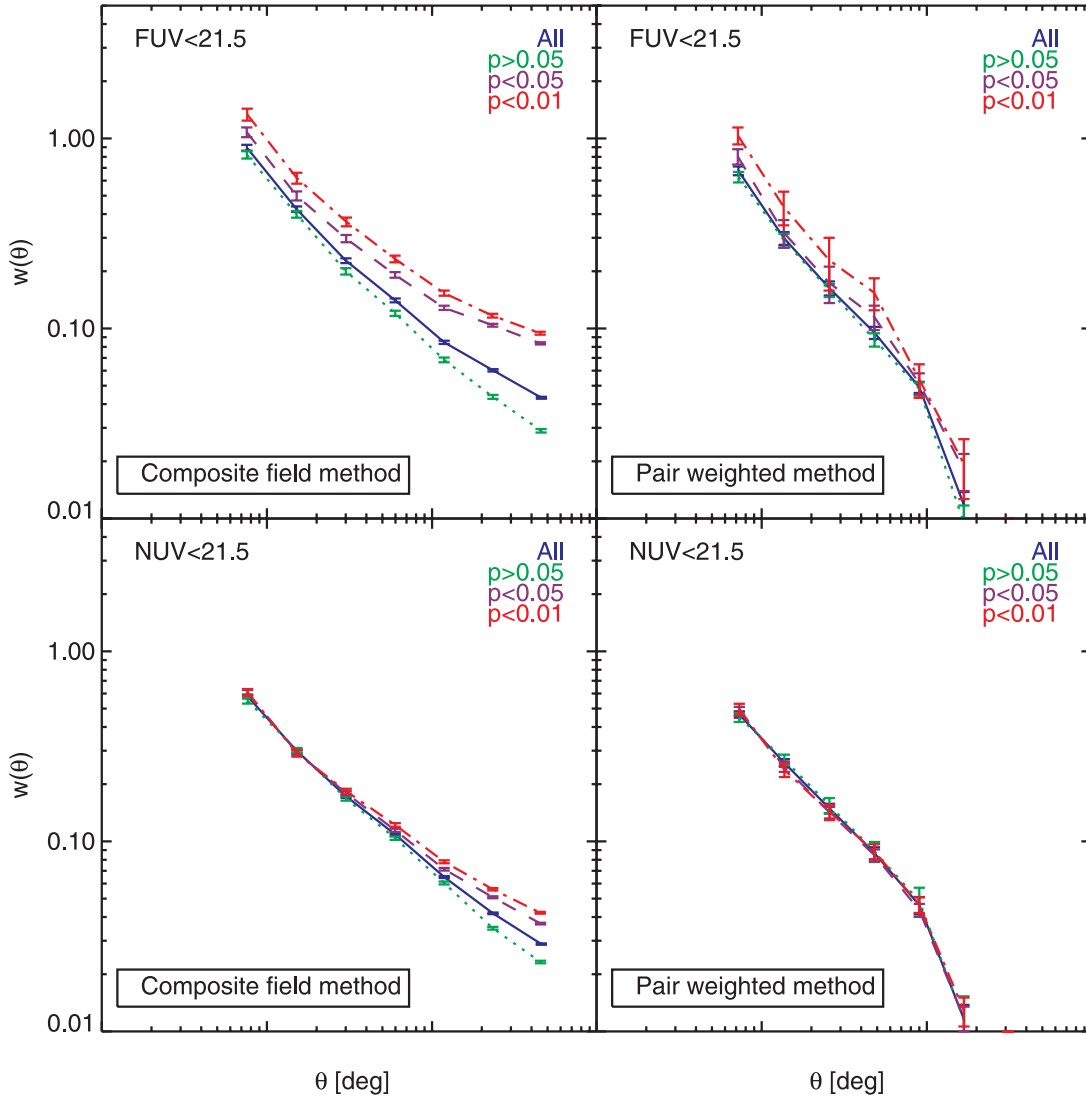 FUV<21.5
All
p>0.05
p<0.05
p<0.01
1.00
0.10
0.01
w(θ)
Composite field method
FUV<21.5
All
p>0.05
p<0.05
p<0.01
Pair weighted method
NUV<21.5
All
p>0.05
p<0.05
p<0.01
1.00
0.10
0.01
w(θ)
Composite field method
θ [deg]
NUV<21.5
All
p>0.05
p<0.05
p<0.01
Pair weighted method
θ [deg]